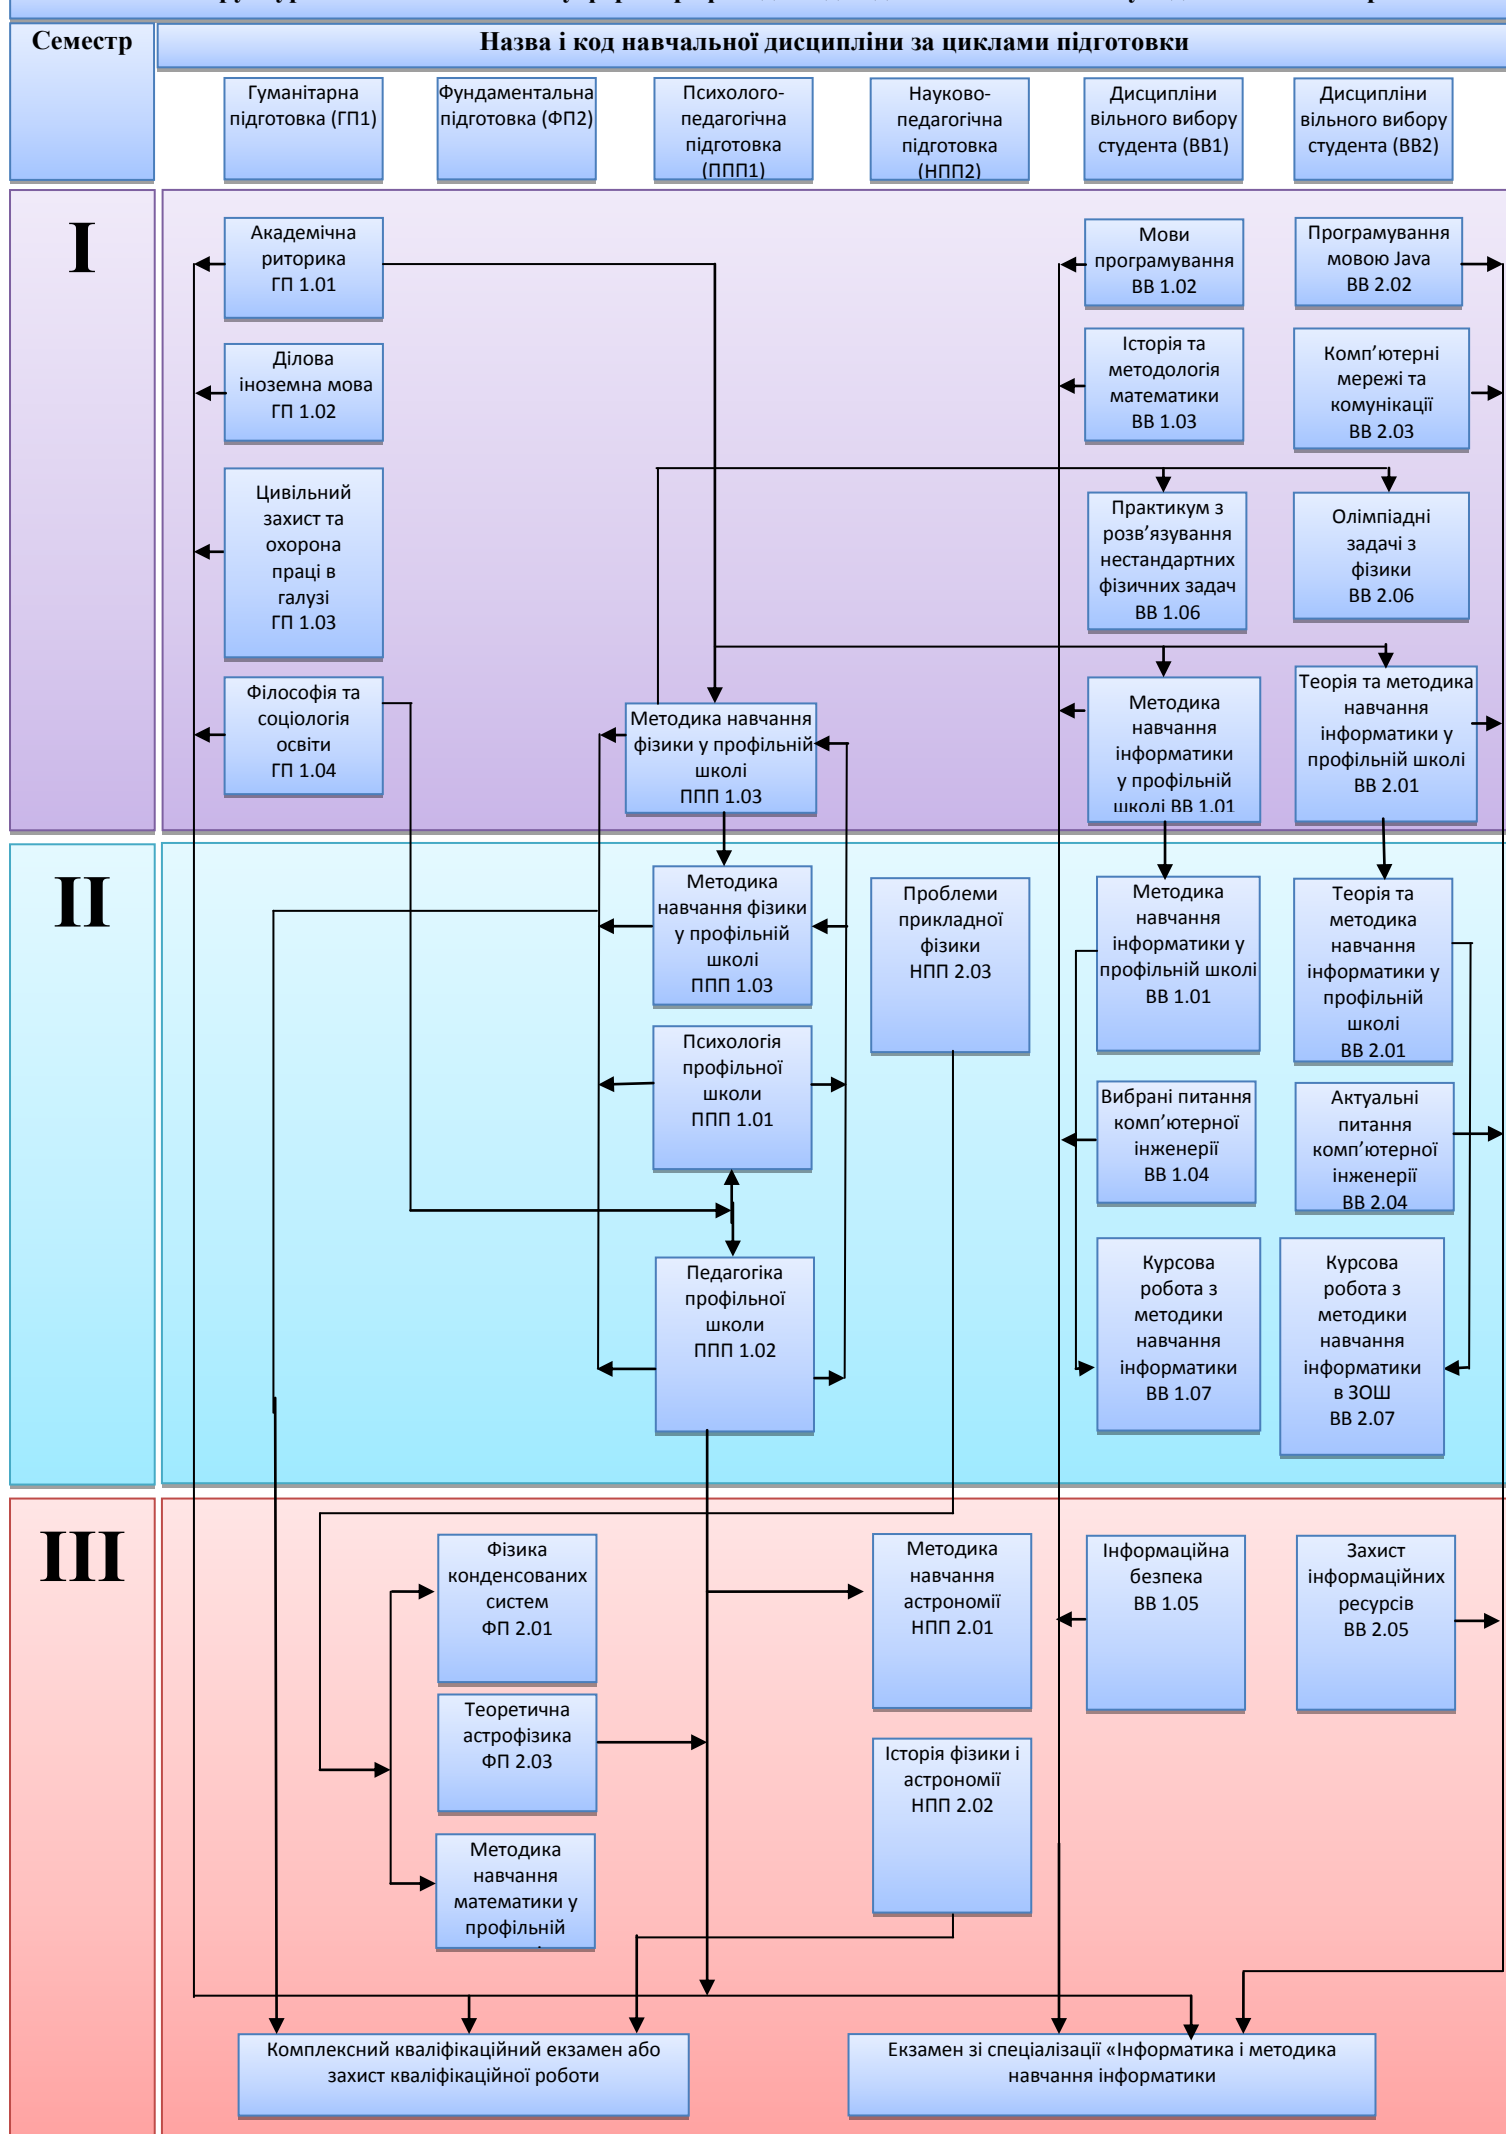 Семестр
Назва і код навчальної дисципліни за циклами підготовки
Гуманітарна
підготовка (ГП1)
Фундаментальна
підготовка (ФП2)
Психолого-
педагогічна
підготовка
(ППП1)
Науково-
педагогічна
підготовка
(НПП2)
Дисципліни
вільного вибору
студента (ВВ1)
Дисципліни
вільного вибору
студента (ВВ2)
I
Академічна
риторика
ГП 1.01
Мови
програмування
ВВ 1.02
Програмування
мовою Java
ВВ 2.02
Ділова
іноземна мова
ГП 1.02
Історія та
методологія
математики
ВВ 1.03
Комп’ютерні
мережі та
комунікації
ВВ 2.03
Цивільний
захист та
охорона
праці в
галузі
ГП 1.03
Практикум з
розв’язування
нестандартних
фізичних задач
ВВ 1.06
Олімпіадні
задачі з
фізики
ВВ 2.06
Філософія та
соціологія
освіти
ГП 1.04
Методика навчання
фізики у профільній
школі
ППП 1.03
Методика
навчання
інформатики
у профільній
школі ВВ 1.01
Теорія та методика
навчання
інформатики у
профільній школі
ВВ 2.01
II
Методика
навчання фізики
у профільній
школі
ППП 1.03
Проблеми
прикладної
фізики
НПП 2.03
Методика
навчання
інформатики у
профільній школі
ВВ 1.01
Теорія та
методика
навчання
інформатики у
профільній
школі
ВВ 2.01
Психологія
профільної
школи
ППП 1.01
Вибрані питання
комп’ютерної
інженерії
ВВ 1.04
Актуальні
питання
комп’ютерної
інженерії
ВВ 2.04
Педагогіка
профільної
школи
ППП 1.02
Курсова
робота з
методики
навчання
інформатики
ВВ 1.07
Курсова
робота з
методики
навчання
інформатики
в ЗОШ
ВВ 2.07
III
Фізика
конденсованих
систем
ФП 2.01
Методика
навчання
астрономії
НПП 2.01
Інформаційна
безпека
ВВ 1.05
Захист
інформаційних
ресурсів
ВВ 2.05
Теоретична
астрофізика
ФП 2.03
Історія фізики і
астрономії
НПП 2.02
Методика
навчання
математики у
профільній
Комплексний кваліфікаційний екзамен або
захист кваліфікаційної роботи
Екзамен зі спеціалізації «Інформатика і методика
навчання інформатики